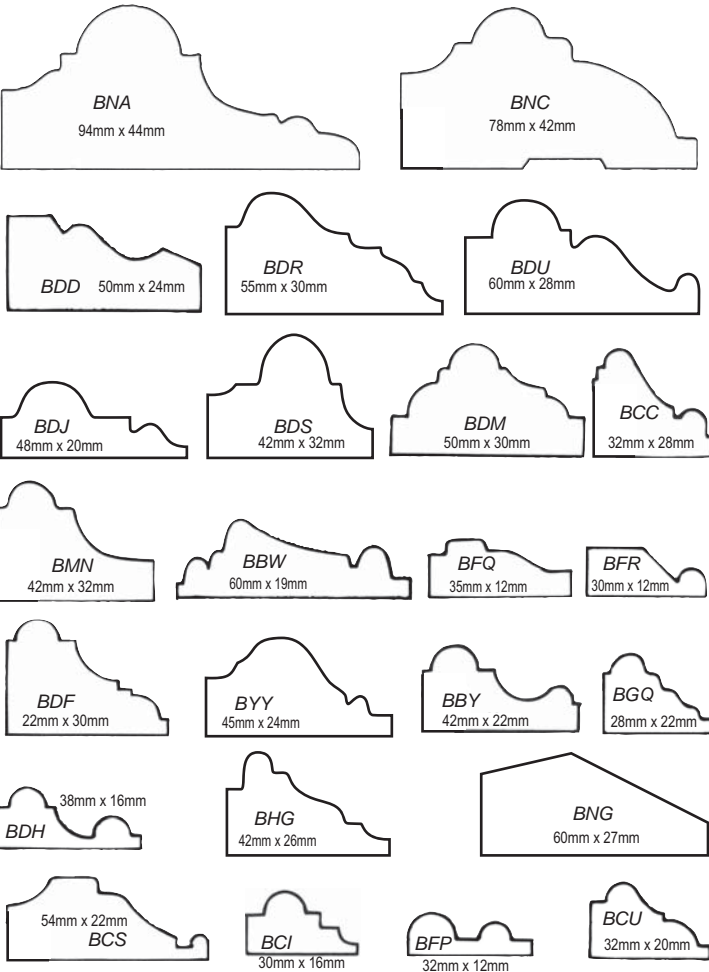 BNA
94mm x 44mm
BNC
78mm x 42mm
BDD 50mm x 24mm
BDR
55mm x 30mm
BDU
60mm x 28mm
BDJ
48mm x 20mm
BDS
42mm x 32mm
BDM
50mm x 30mm
BCC
32mm x 28mm
BMN
42mm x 32mm
BBW
60mm x 19mm
BFQ
35mm x 12mm
BFR
30mm x 12mm
BDF
22mm x 30mm
BYY
45mm x 24mm
BBY
42mm x 22mm
BGQ
28mm x 22mm
38mm x 16mm
BDH
BHG
42mm x 26mm
BNG
60mm x 27mm
54mm x 22mm
BCS
BCI
30mm x 16mm
BFP
32mm x 12mm
BCU
32mm x 20mm